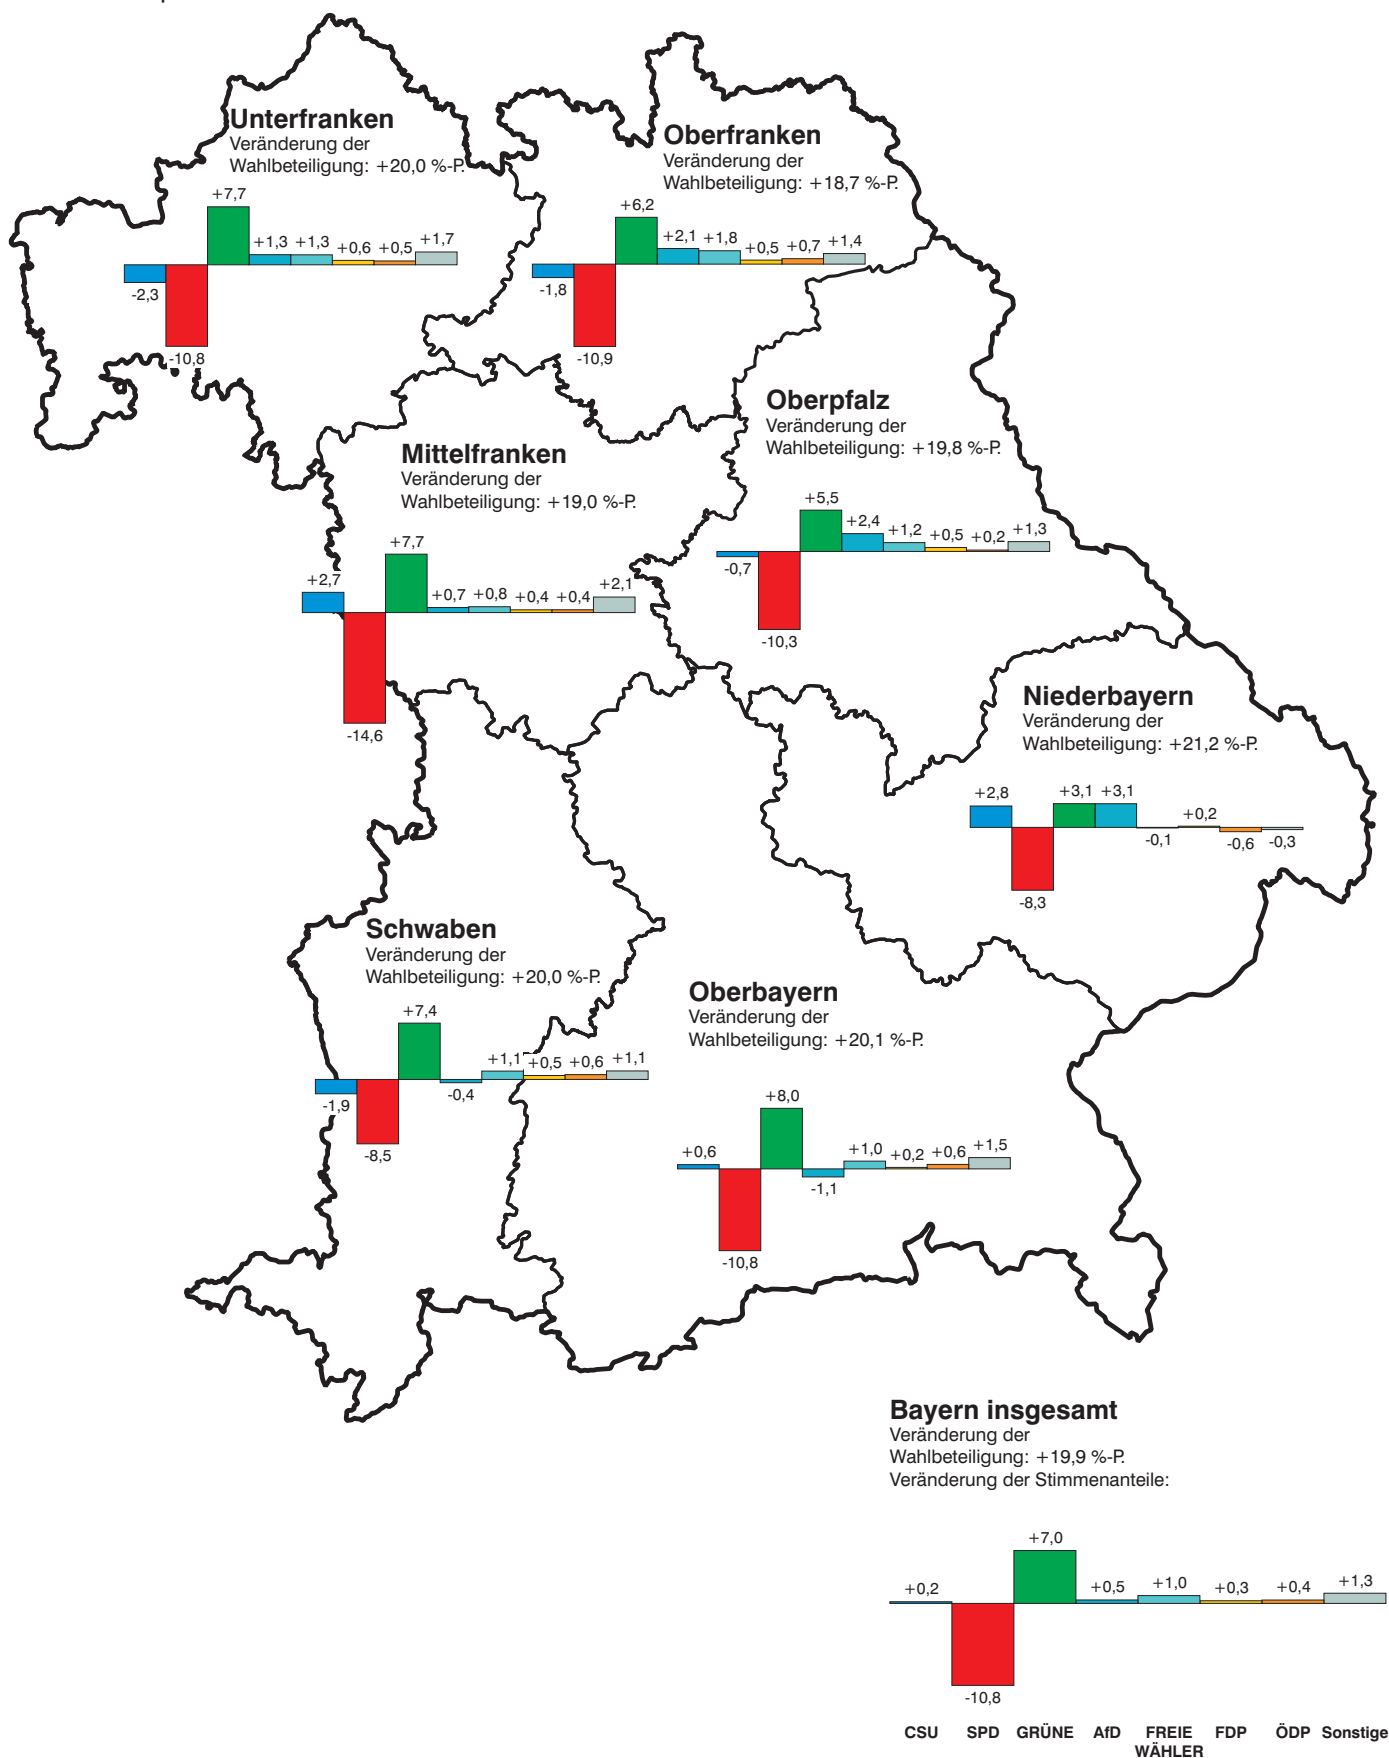 Unterfranken
Veränderung der
Wahlbeteiligung: +20,0 %-P.
+7,7
+1,3 +1,3 +0,6 +0,5 +1,7
-2,3
-10,8
Oberfranken
Veränderung der
Wahlbeteiligung: +18,7 %-P.
+6,2
+2,1 +1,8 +0,5 +0,7 +1,4
-1,8
-10,9
Oberpfalz
Veränderung der
Wahlbeteiligung: +19,8 %-P.
+5,5
+2,4 +1,2 +0,5 +0,2 +1,3
-0,7
-10,3
Mittelfranken
Veränderung der
Wahlbeteiligung: +19,0 %-P.
+2,7 +7,7
+0,7 +0,8 +0,4 +0,4 +2,1
-14,6
Niederbayern
Veränderung der
Wahlbeteiligung: +21,2 %-P.
+2,8 +3,1 +3,1
+0,2
-0,1 -0,6 -0,3
-8,3
Schwaben
Veränderung der
Wahlbeteiligung: +20,0 %-P.
+7,4
+1,1 +0,5 +0,6 +1,1
-1,9 -0,4
-8,5
Oberbayern
Veränderung der
Wahlbeteiligung: +20,1 %-P.
+8,0
+0,6 +1,0 +0,2 +0,6 +1,5
-1,1
-10,8
Bayern insgesamt
Veränderung der
Wahlbeteiligung: +19,9 %-P.
Veränderung der Stimmenanteile:
+7,0
+0,2 +0,5 +1,0 +0,3 +0,4 +1,3
-10,8
CSU SPD GRÜNE AfD FREIE FDP ÖDP Sonstige
WÄHLER